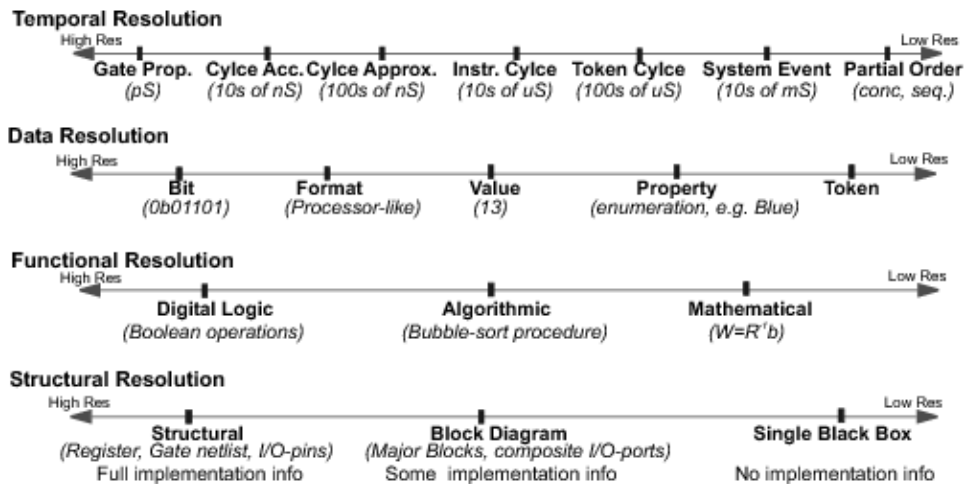 Temporal Resolution
High Res Low Res
Gate Prop. Cylce Acc. Cylce Approx. Instr. Cylce Token Cylce System Event Partial Order
(pS) (10s of nS) (100s of nS) (10s of uS) (100s of uS) (10s of mS) (conc, seq.)
Data Resolution
High Res Low Res
Bit Format Value Property Token
(0b01101) (Processor-like) (13) (enumeration, e.g. Blue)
Functional Resolution
High Res Low Res
Digital Logic Algorithmic Mathematical
(Boolean operations) (Bubble-sort procedure) (W=R⁻¹b)
Structural Resolution
High Res Low Res
Structural Block Diagram Single Black Box
(Register, Gate netlist, I/O-pins) (Major Blocks, composite I/O-ports)
Full implementation info Some implementation info No implementation info